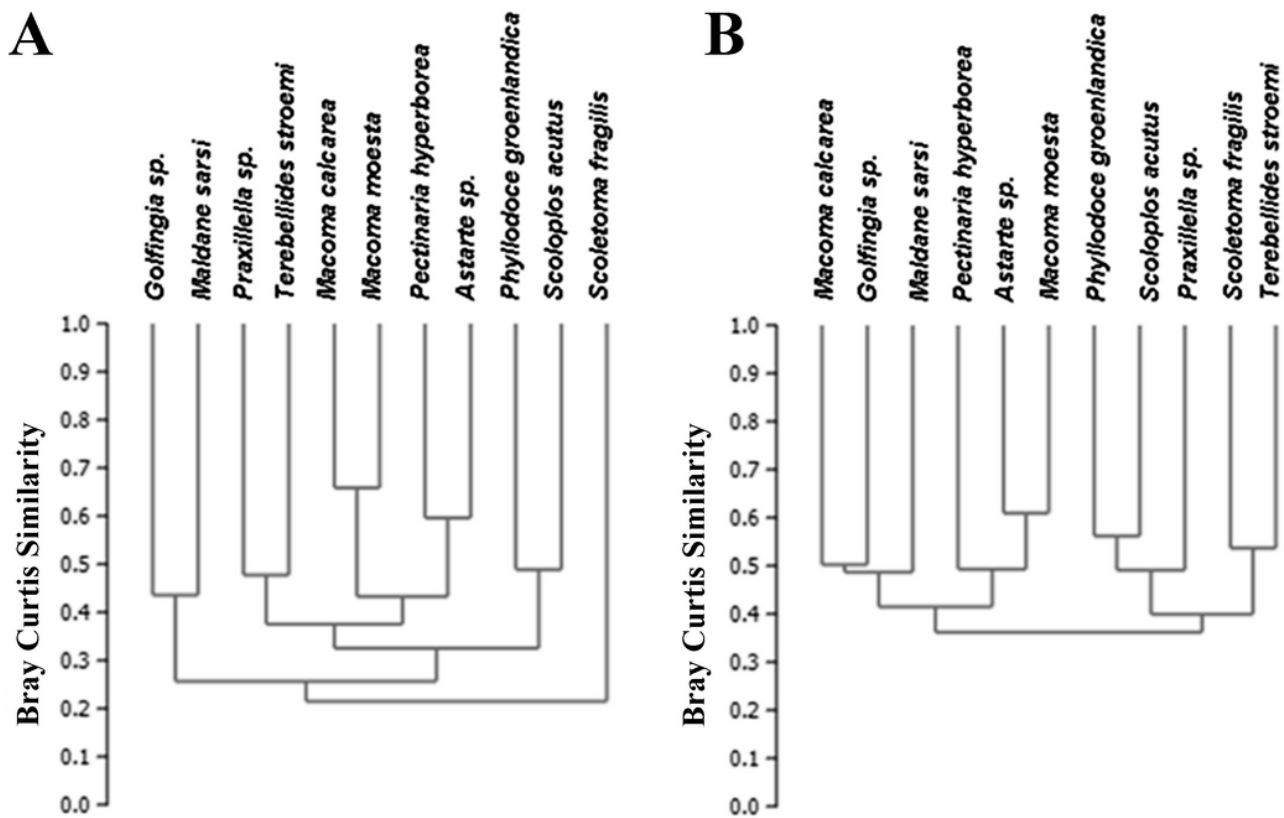 A
Golfingia sp.
Maldane sarsi
Praxillella sp.
Terebellides stroemi
Macoma calcarea
Macoma moesta
Pectinaria hyperborea
Astarte sp.
Phyllodoce groenlandica
Scoloplos acutus
Scoletoma fragilis
Bray Curtis Similarity
1.0
0.9
0.8
0.7
0.6
0.5
0.4
0.3
0.2
0.1
0.0
B
Macoma calcarea
Golfingia sp.
Maldane sarsi
Pectinaria hyperborea
Astarte sp.
Macoma moesta
Phyllodoce groenlandica
Scoloplos acutus
Praxillella sp.
Scoletoma fragilis
Terebellides stroemi
Bray Curtis Similarity
1.0
0.9
0.8
0.7
0.6
0.5
0.4
0.3
0.2
0.1
0.0